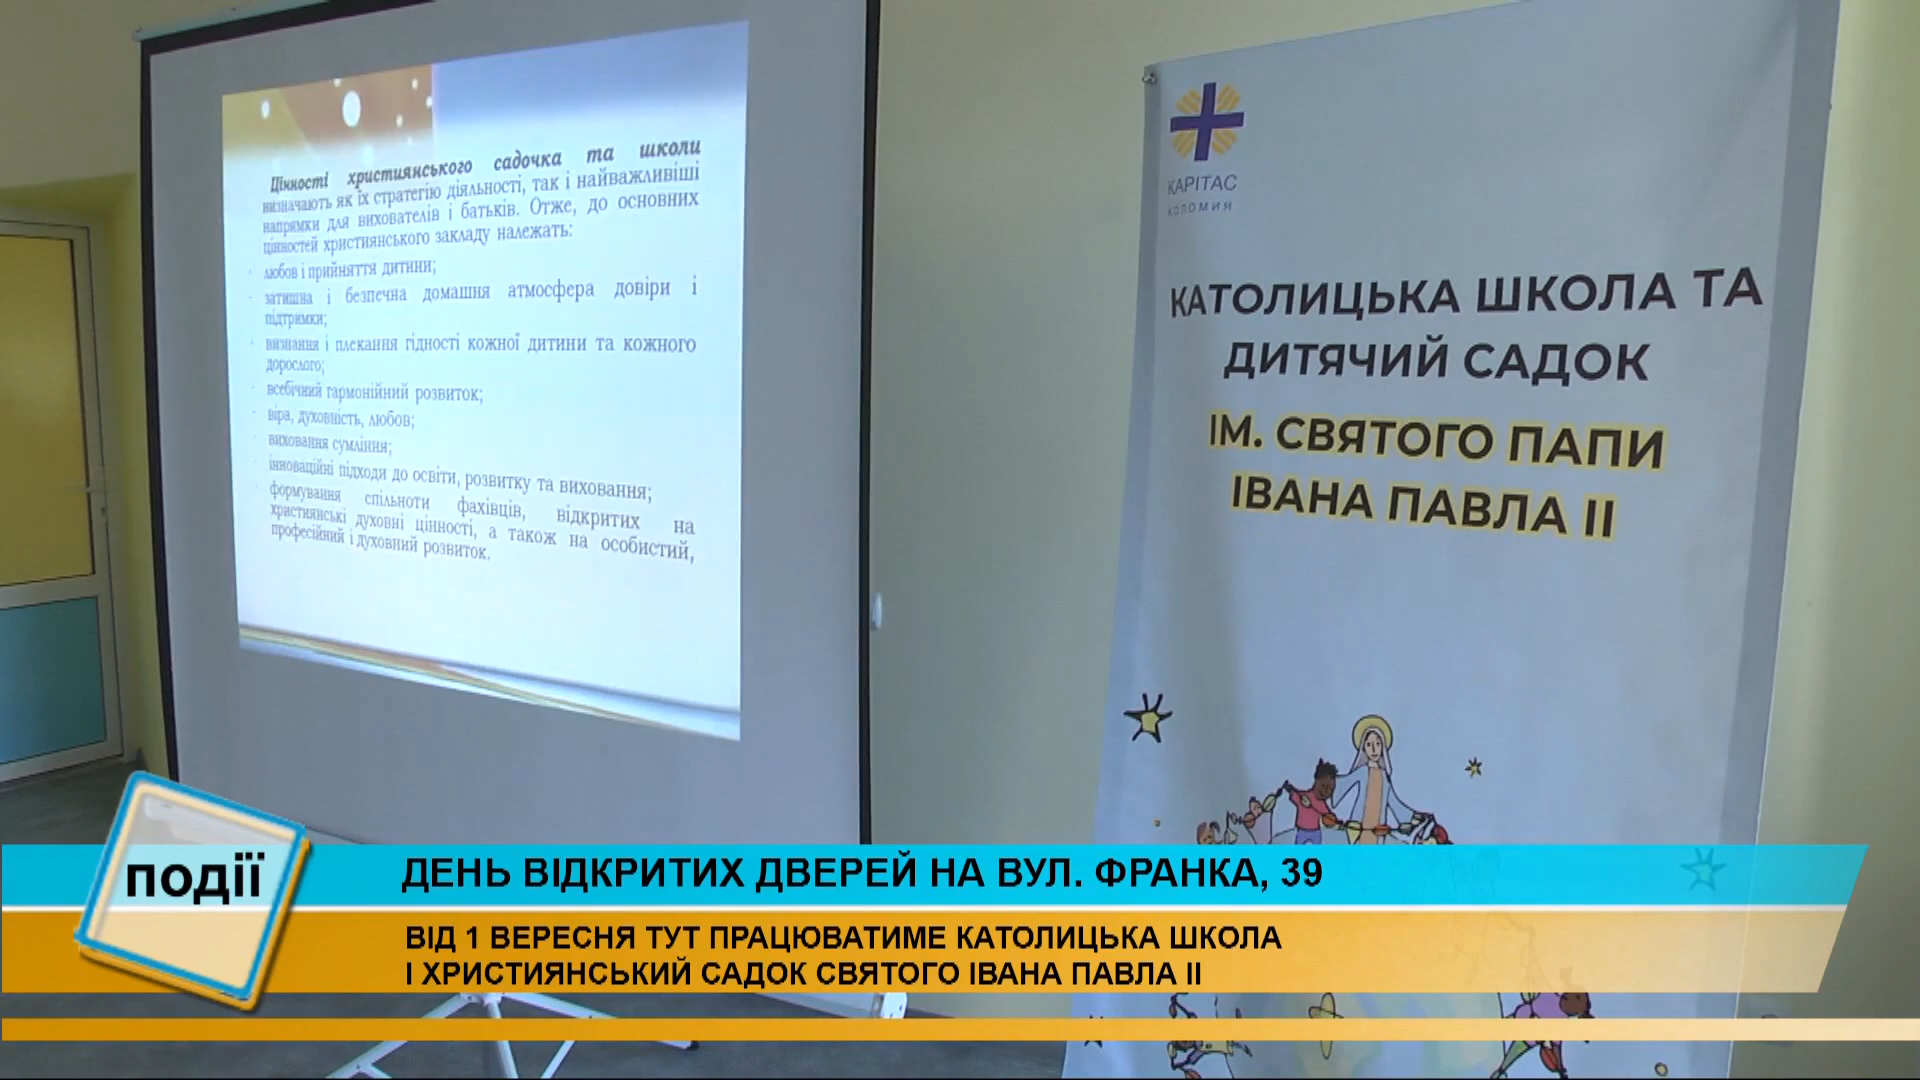 Цінності християнського садочка та школи
визначають як їх стратегію діяльності, так і найважливіші
напрямки для вихователів і батьків. Отже, до основних
цінностей християнського закладу належать:
· любов і прийняття дитини;
· затишна і безпечна домашня атмосфера довіри і
підтримки;
· визнання і плекання гідності кожної дитини та кожного
дорослого;
· всебічний гармонійний розвиток;
· віра, духовність, любов;
· виховання сумління;
· інноваційні підходи до освіти, розвитку та виховання;
· формування спільноти фахівців, відкритих на
християнські духовні цінності, а також на особистий,
професійний і духовний розвиток.
КАРІТАС
КОЛОМИЯ
КАТОЛИЦЬКА ШКОЛА ТА
ДИТЯЧИЙ САДОК
ІМ. СВЯТОГО ПАПИ
ІВАНА ПАВЛА ІІ
події
ДЕНЬ ВІДКРИТИХ ДВЕРЕЙ НА ВУЛ. ФРАНКА, 39
ВІД 1 ВЕРЕСНЯ ТУТ ПРАЦЮВАТИМЕ КАТОЛИЦЬКА ШКОЛА
І ХРИСТИЯНСЬКИЙ САДОК СВЯТОГО ІВАНА ПАВЛА ІІ